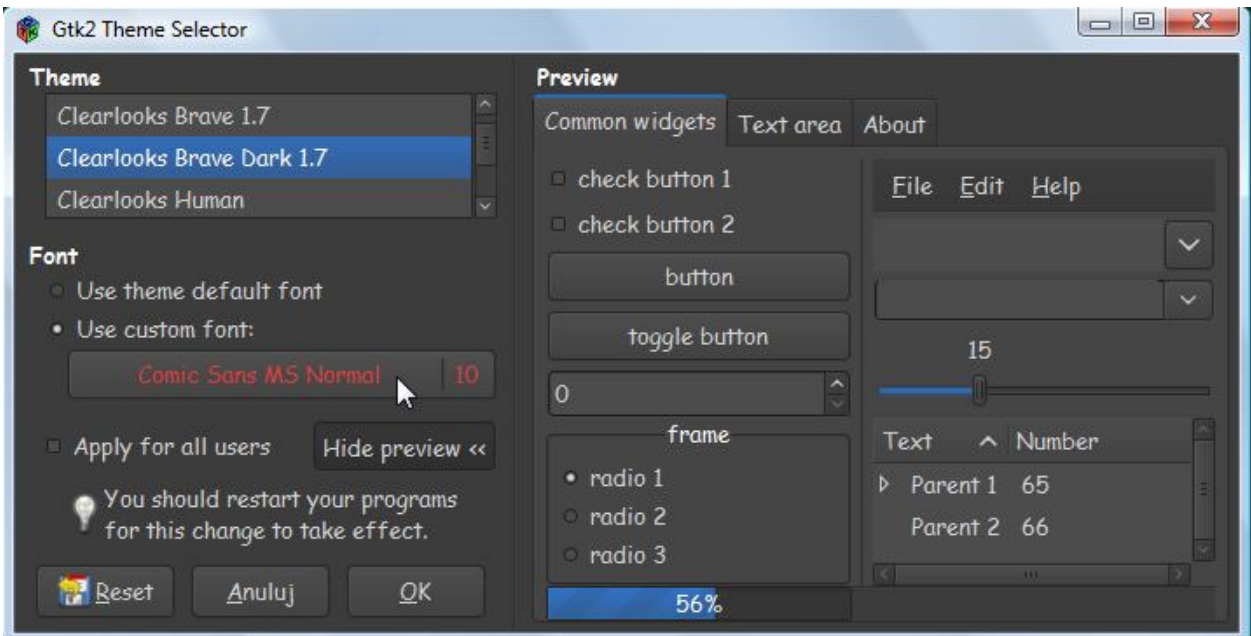 Gtk2 Theme Selector
Theme
Clearlooks Brave 1.7
Clearlooks Brave Dark 1.7
Clearlooks Human
Font
Use theme default font
Use custom font:
Comic Sans MS Normal 10
Apply for all users
Hide preview <<
You should restart your programs
for this change to take effect.
Reset Anuluj OK
Preview
Common widgets Text area About
check button 1
check button 2
button
toggle button
0
frame
radio 1
radio 2
radio 3
56%
File Edit Help
15
Text Number
Parent 1 65
Parent 2 66